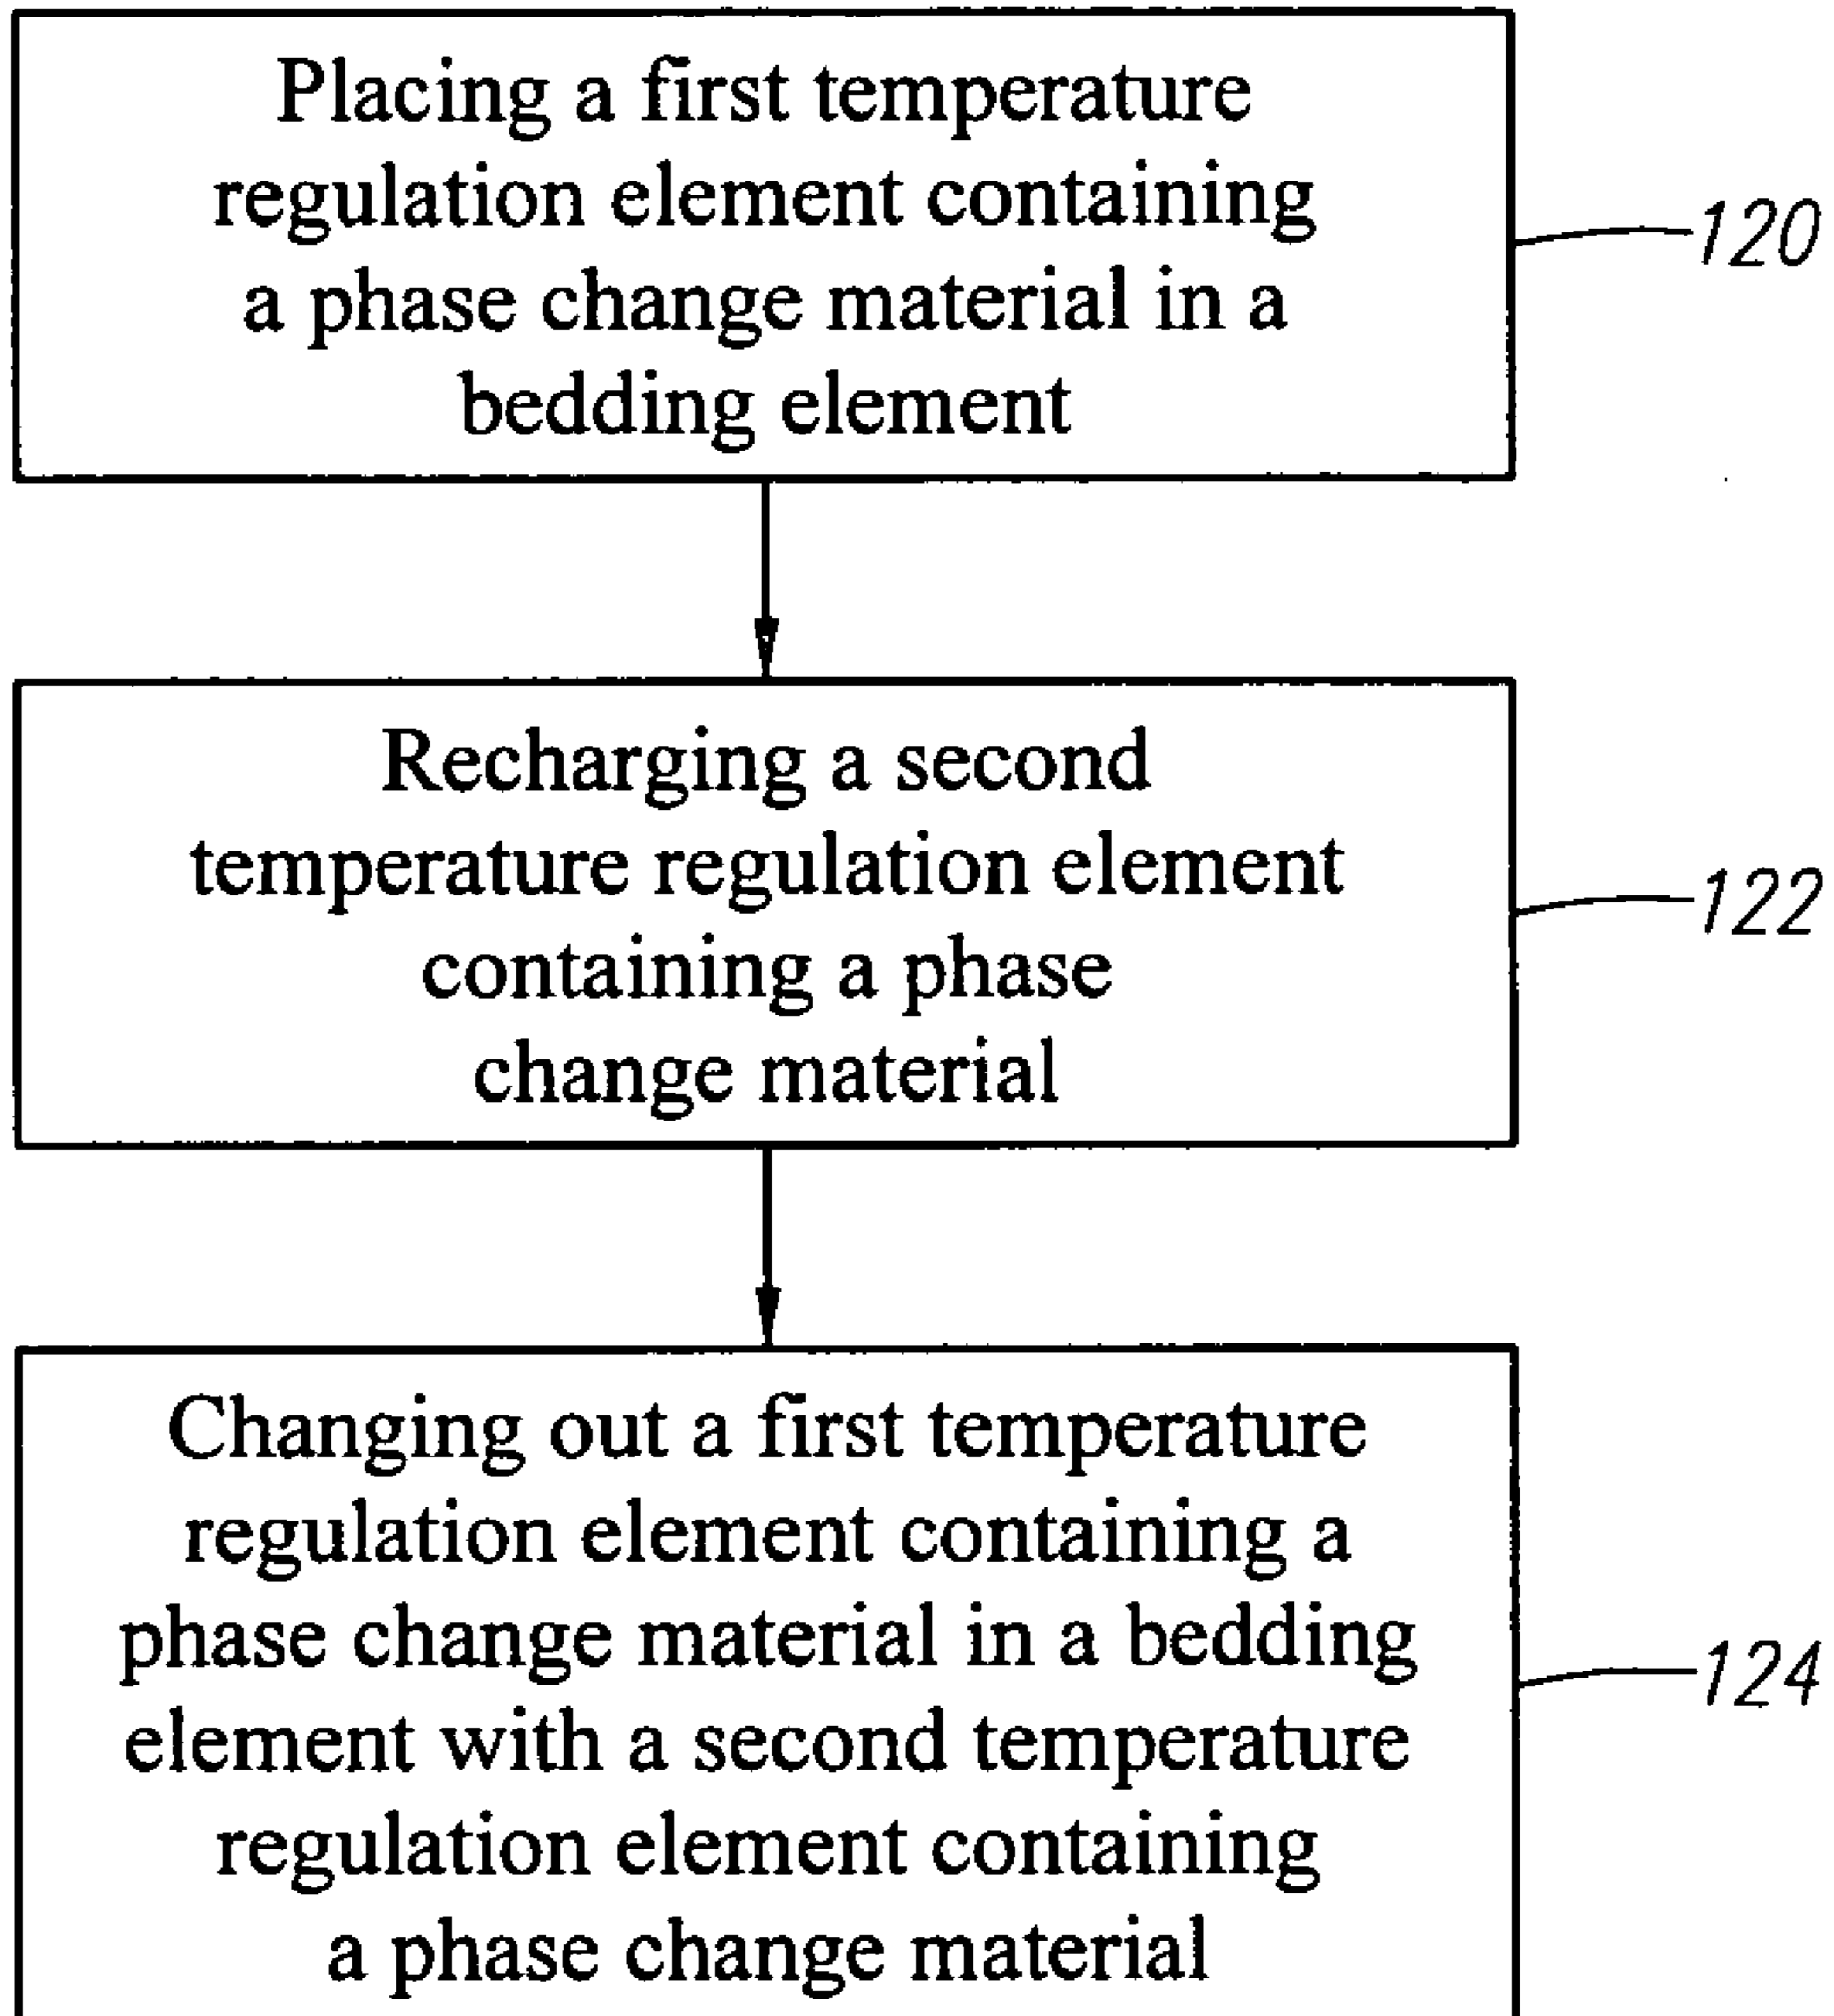 Placing a first temperature
regulation element containing
a phase change material in a
bedding element
120
Recharging a second
temperature regulation element
containing a phase
change material
122
Changing out a first temperature
regulation element containing a
phase change material in a bedding
element with a second temperature
regulation element containing
a phase change material
124